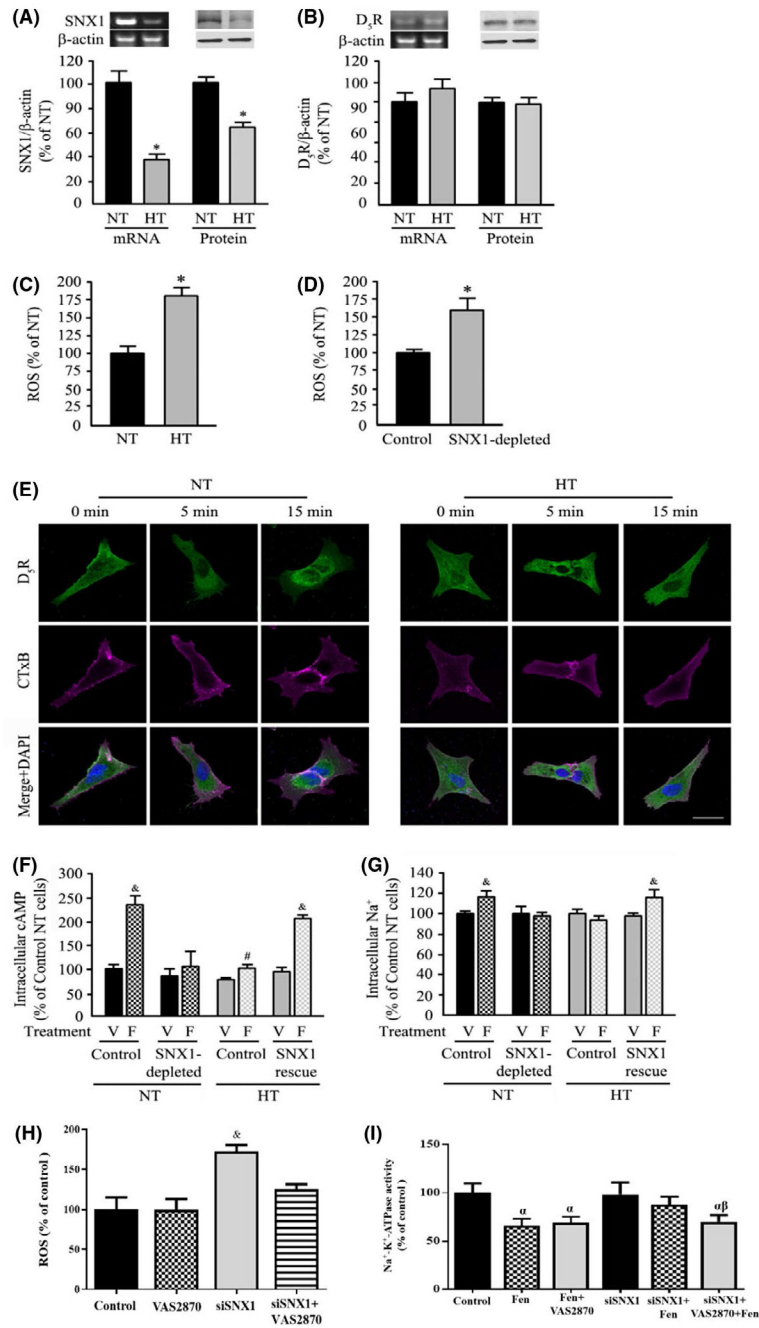 (A)
SNX1
β-actin
SNX1/β-actin
(% of NT)
120
100
80
60
40
20
0
*
*
NT HT NT HT
mRNA Protein
(B)
D5R
β-actin
D5R/β-actin
(% of NT)
120
90
80
60
40
20
0
NT HT NT HT
mRNA Protein
(C)
ROS (% of NT)
200
175
150
125
100
75
50
25
0
*
NT HT
(D)
ROS (% of NT)
200
175
150
125
100
75
50
25
0
*
Control SNX1-depleted
(E)
NT HT
0 min 5 min 15 min 0 min 5 min 15 min
D5R
CTxB
Merge+DAPI
(F)
Intracellular cAMP
(% of Control NT cells)
300
250
200
150
100
50
0
&
#
&
Treatment V F V F V F V F
Control SNX1-depleted Control SNX1 rescue
NT HT
(G)
Intracellular Na+
(% of Control NT cells)
140
120
100
80
60
40
20
0
&
&
Treatment V F V F V F V F
Control SNX1-depleted Control SNX1 rescue
NT HT
(H)
ROS (% of control )
200
150
100
50
0
&
Control VAS2870 siSNX1 siSNX1+ VAS2870
(I)
Na+-K+-ATPase activity
(% of control )
150
100
50
0
α
α
αβ
Control Fen Fen+ VAS2870 siSNX1 siSNX1+ Fen siSNX1+ VAS2870+Fen